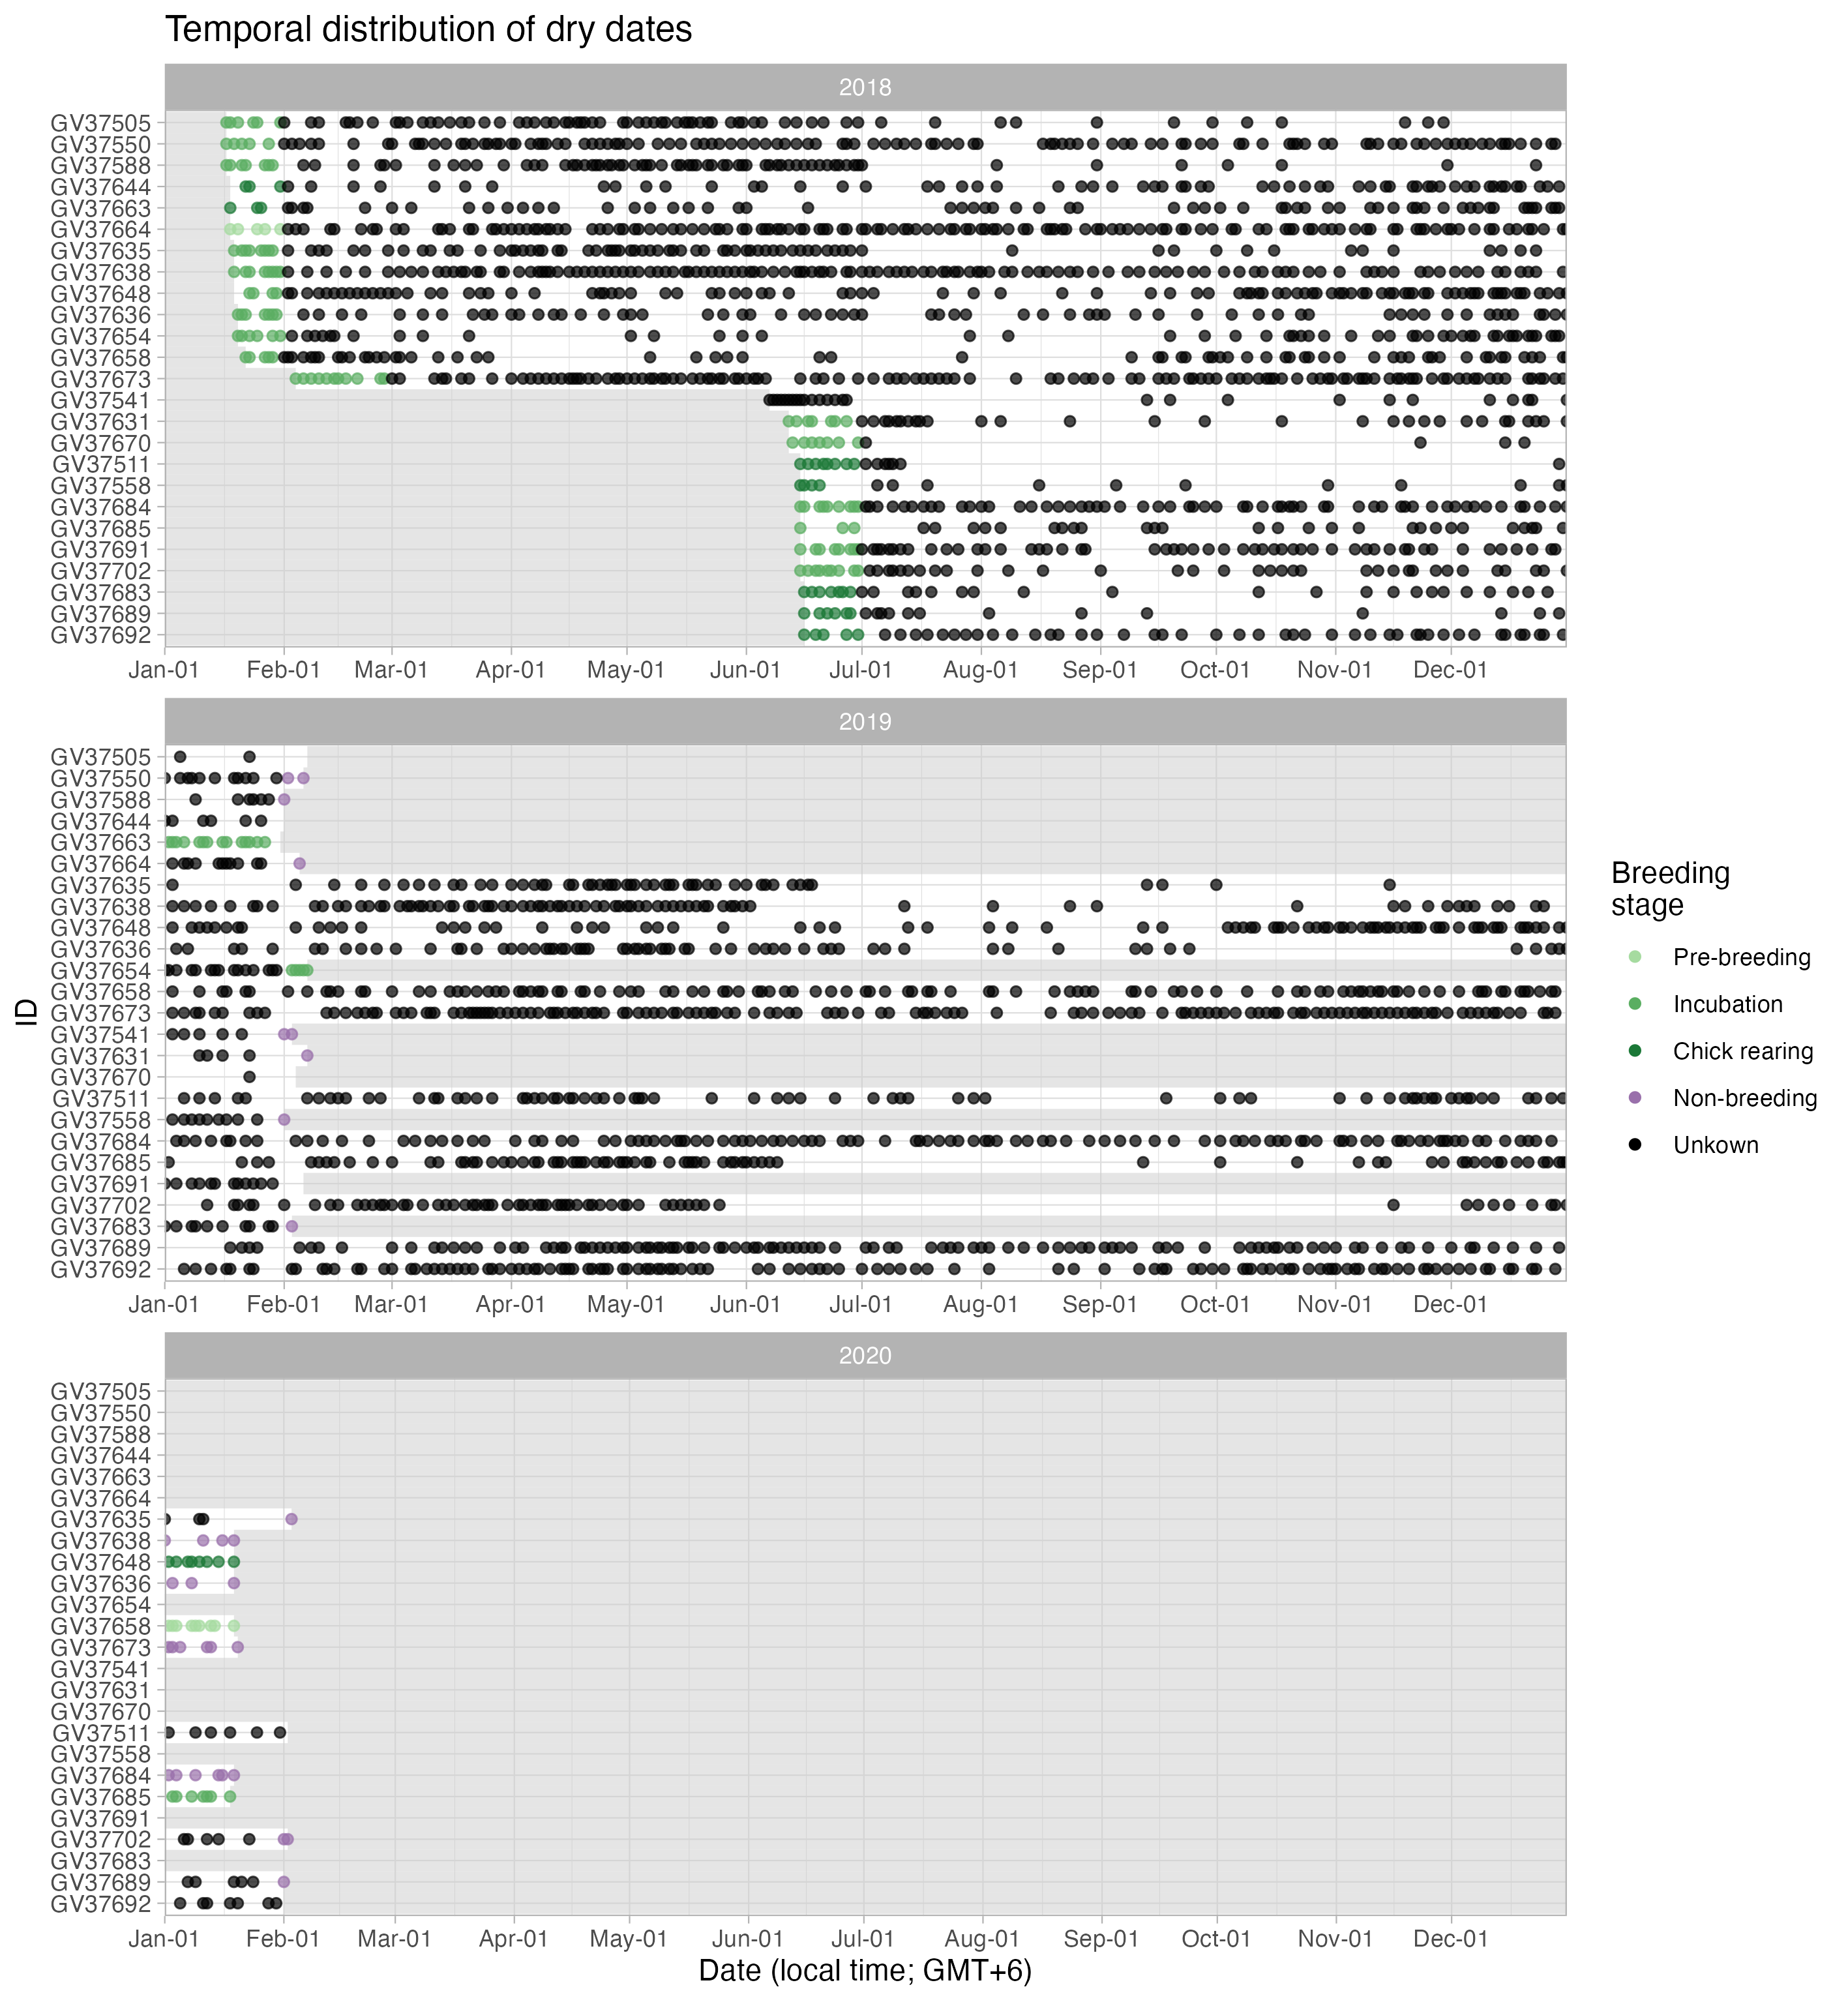 Temporal distribution of dry dates
2018
GV37505
GV37550
GV37588
GV37644
GV37663
GV37664
GV37635
GV37638
GV37648
GV37636
GV37654
GV37658
GV37673
GV37541
GV37631
GV37670
GV37511
GV37558
GV37684
GV37685
GV37691
GV37702
GV37683
GV37689
GV37692
Jan-01 Feb-01 Mar-01 Apr-01 May-01 Jun-01 Jul-01 Aug-01 Sep-01 Oct-01 Nov-01 Dec-01
2019
GV37505
GV37550
GV37588
GV37644
GV37663
GV37664
GV37635
GV37638
GV37648
GV37636
GV37654
GV37658
GV37673
GV37541
GV37631
GV37670
GV37511
GV37558
GV37684
GV37685
GV37691
GV37702
GV37683
GV37689
GV37692
Jan-01 Feb-01 Mar-01 Apr-01 May-01 Jun-01 Jul-01 Aug-01 Sep-01 Oct-01 Nov-01 Dec-01
2020
GV37505
GV37550
GV37588
GV37644
GV37663
GV37664
GV37635
GV37638
GV37648
GV37636
GV37654
GV37658
GV37673
GV37541
GV37631
GV37670
GV37511
GV37558
GV37684
GV37685
GV37691
GV37702
GV37683
GV37689
GV37692
Jan-01 Feb-01 Mar-01 Apr-01 May-01 Jun-01 Jul-01 Aug-01 Sep-01 Oct-01 Nov-01 Dec-01
Date (local time; GMT+6)
ID
Breeding
stage
Pre-breeding
Incubation
Chick rearing
Non-breeding
Unkown